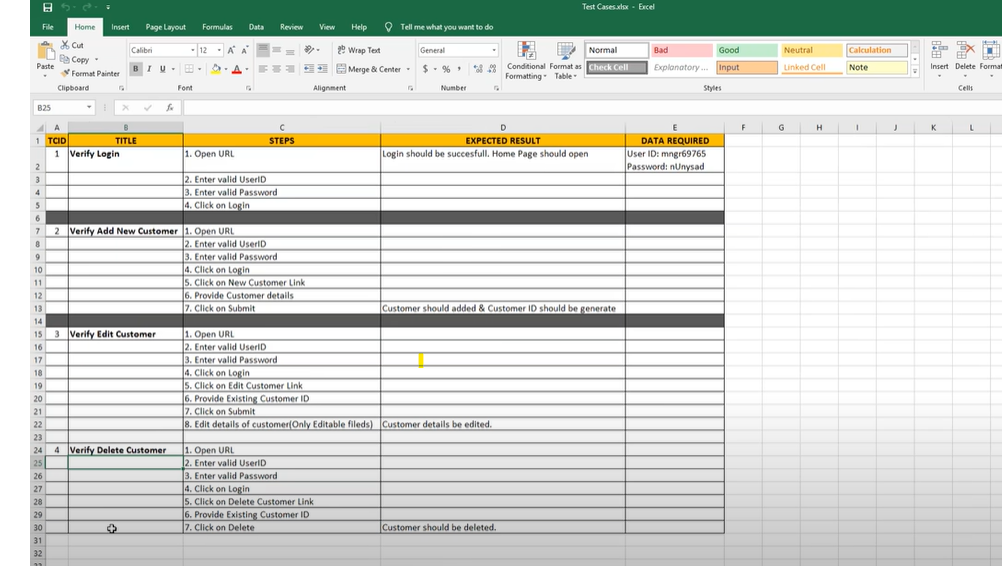 Test Cases.xlsx - Excel
File Home Insert Page Layout Formulas Data Review View Help Tell me what you want to do
Paste
Cut
Copy
Format Painter
Clipboard
Calibri 12
B I U
Font
Wrap Text
Merge & Center
Alignment
General
$ % ,
Number
Conditional Formatting
Format as Table
Normal Bad Good Neutral Calculation
Check Cell Explanatory ... Input Linked Cell Note
Styles
Insert Delete Format
Cells
B25 fx
A B C D E F G H I J K L
1 TCID TITLE STEPS EXPECTED RESULT DATA REQUIRED
1 Verify Login 1. Open URL Login should be succesfull. Home Page should open User ID: mngr69765
2 Password: nUnysad
3 2. Enter valid UserID
4 3. Enter valid Password
5 4. Click on Login
6
7 2 Verify Add New Customer 1. Open URL
8 2. Enter valid UserID
9 3. Enter valid Password
10 4. Click on Login
11 5. Click on New Customer Link
12 6. Provide Customer details
13 7. Click on Submit Customer should added & Customer ID should be generate
14
15 3 Verify Edit Customer 1. Open URL
16 2. Enter valid UserID
17 3. Enter valid Password
18 4. Click on Login
19 5. Click on Edit Customer Link
20 6. Provide Existing Customer ID
21 7. Click on Submit
22 8. Edit details of customer(Only Editable fileds) Customer details be edited.
23
24 4 Verify Delete Customer 1. Open URL
25 2. Enter valid UserID
26 3. Enter valid Password
27 4. Click on Login
28 5. Click on Delete Customer Link
29 6. Provide Existing Customer ID
30 7. Click on Delete Customer should be deleted.
31
32